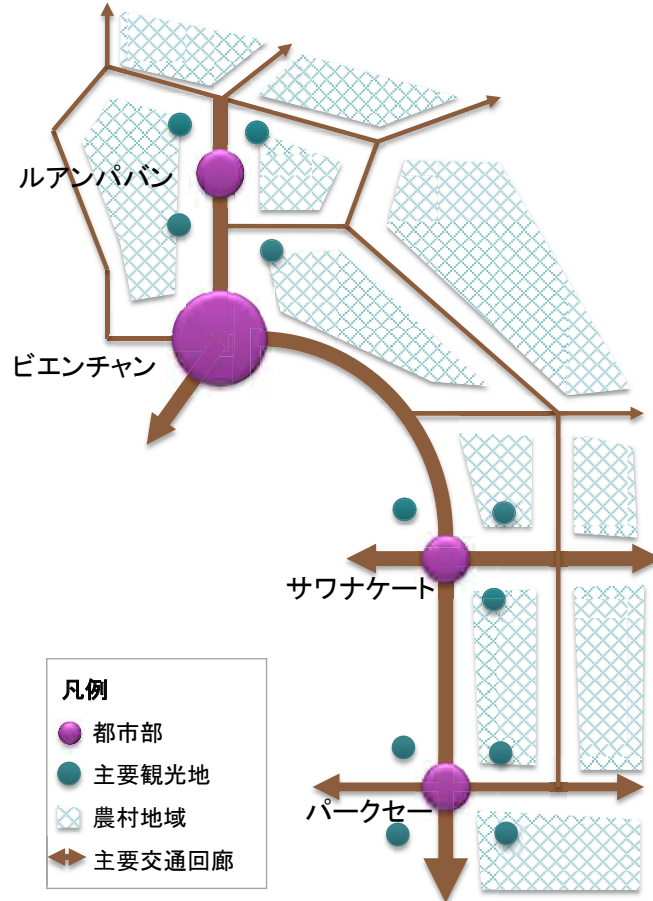 ルアンパバン
ビエンチャン
サワナケート
パークセー
凡例
都市部
主要観光地
農村地域
主要交通回廊